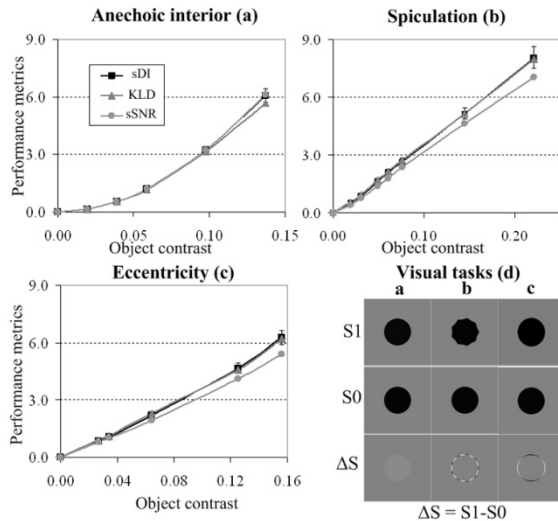 Anechoic interior (a)
9.0
6.0
3.0
0.0
0.00
0.05
0.10
0.15
Performance metrics
Object contrast
sDI
KLD
sSNR
Spiculation (b)
9.0
6.0
3.0
0.0
0.00
0.10
0.20
Performance metrics
Object contrast
Eccentricity (c)
9.0
6.0
3.0
0.0
0.00
0.04
0.08
0.12
0.16
Performance metrics
Object contrast
Visual tasks (d)
a b c
S1
S0
ΔS
ΔS = S1-S0